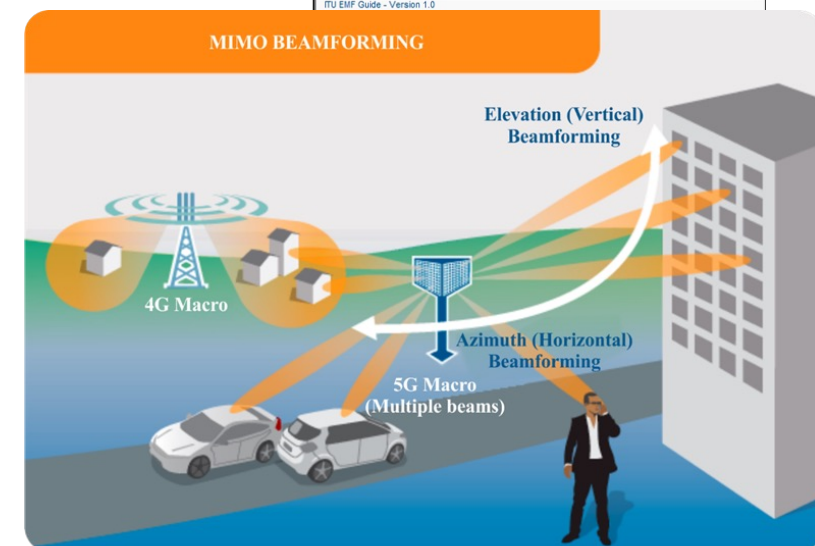 ITU EMF Guide - Version 1.0
MIMO BEAMFORMING
Elevation (Vertical)
Beamforming
4G Macro
Azimuth (Horizontal)
Beamforming
5G Macro
(Multiple beams)